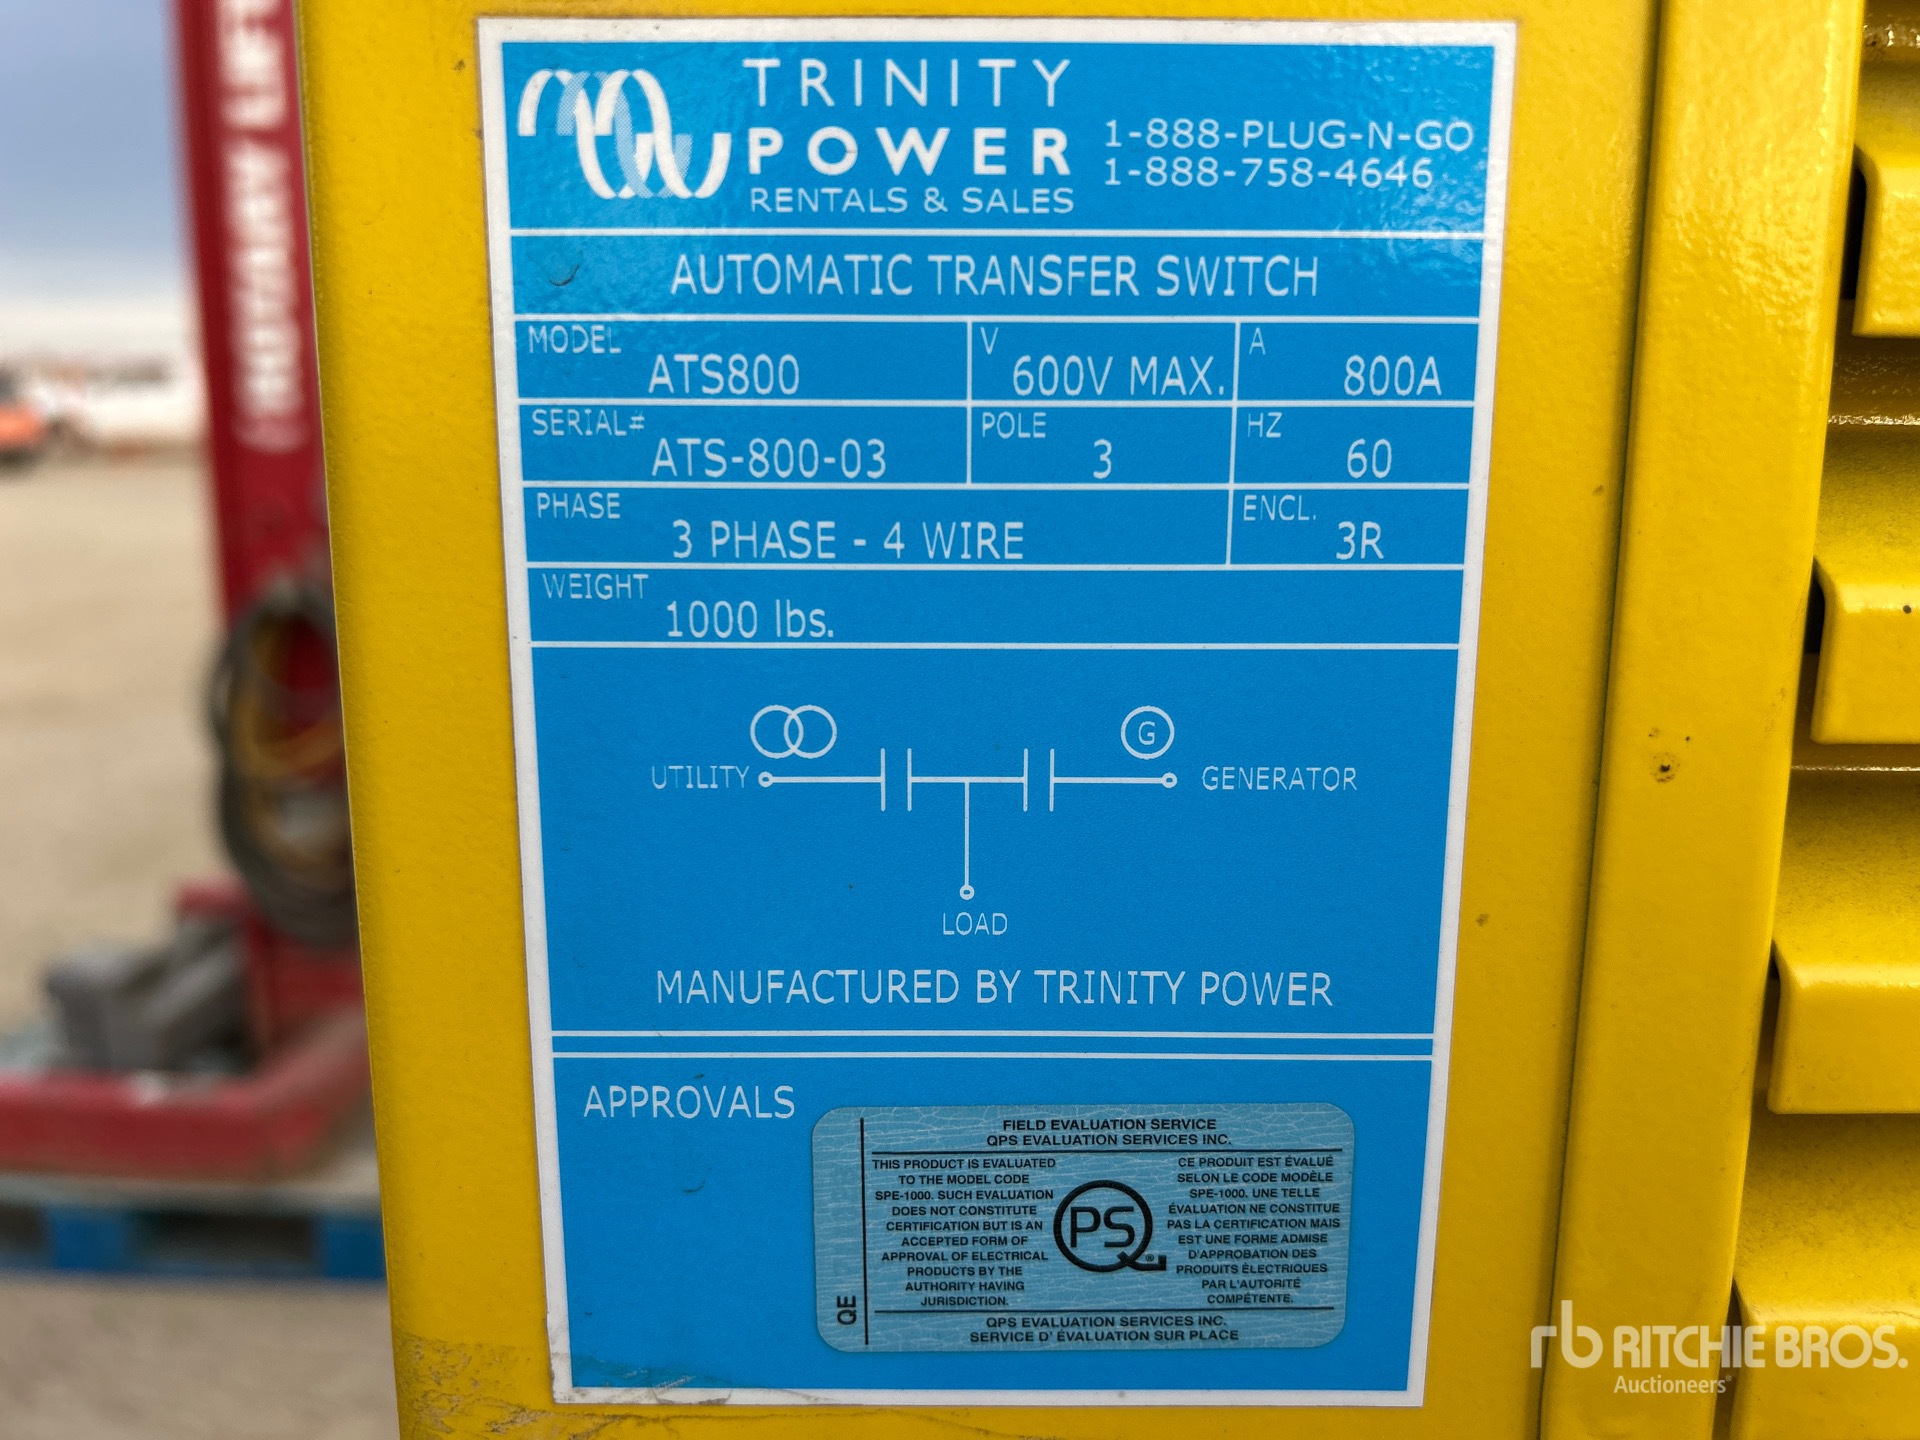 TRINITY
POWER
RENTALS & SALES
1-888-PLUG-N-GO
1-888-758-4646
AUTOMATIC TRANSFER SWITCH
MODEL ATS800
V 600V MAX.
A 800A
SERIAL# ATS-800-03
POLE 3
HZ 60
PHASE 3 PHASE - 4 WIRE
ENCL. 3R
WEIGHT 1000 lbs.
G
UTILITY
GENERATOR
LOAD
MANUFACTURED BY TRINITY POWER
APPROVALS
FIELD EVALUATION SERVICE
QPS EVALUATION SERVICES INC.
THIS PRODUCT IS EVALUATED
TO THE MODEL CODE
SPE-1000. SUCH EVALUATION
DOES NOT CONSTITUTE
CERTIFICATION BUT IS AN
ACCEPTED FORM OF
APPROVAL OF ELECTRICAL
PRODUCTS BY THE
AUTHORITY HAVING
JURISDICTION.
QPS
®
CE PRODUIT EST ÉVALUÉ
SELON LE CODE MODÈLE
SPE-1000. UNE TELLE
ÉVALUATION NE CONSTITUE
PAS LA CERTIFICATION MAIS
EST UNE FORME ADMISE
D'APPROBATION DES
PRODUITS ÉLECTRIQUES
PAR L'AUTORITÉ
COMPÉTENTE.
QE
QPS EVALUATION SERVICES INC.
SERVICE D' ÉVALUATION SUR PLACE
rb RITCHIE BROS.
Auctioneers